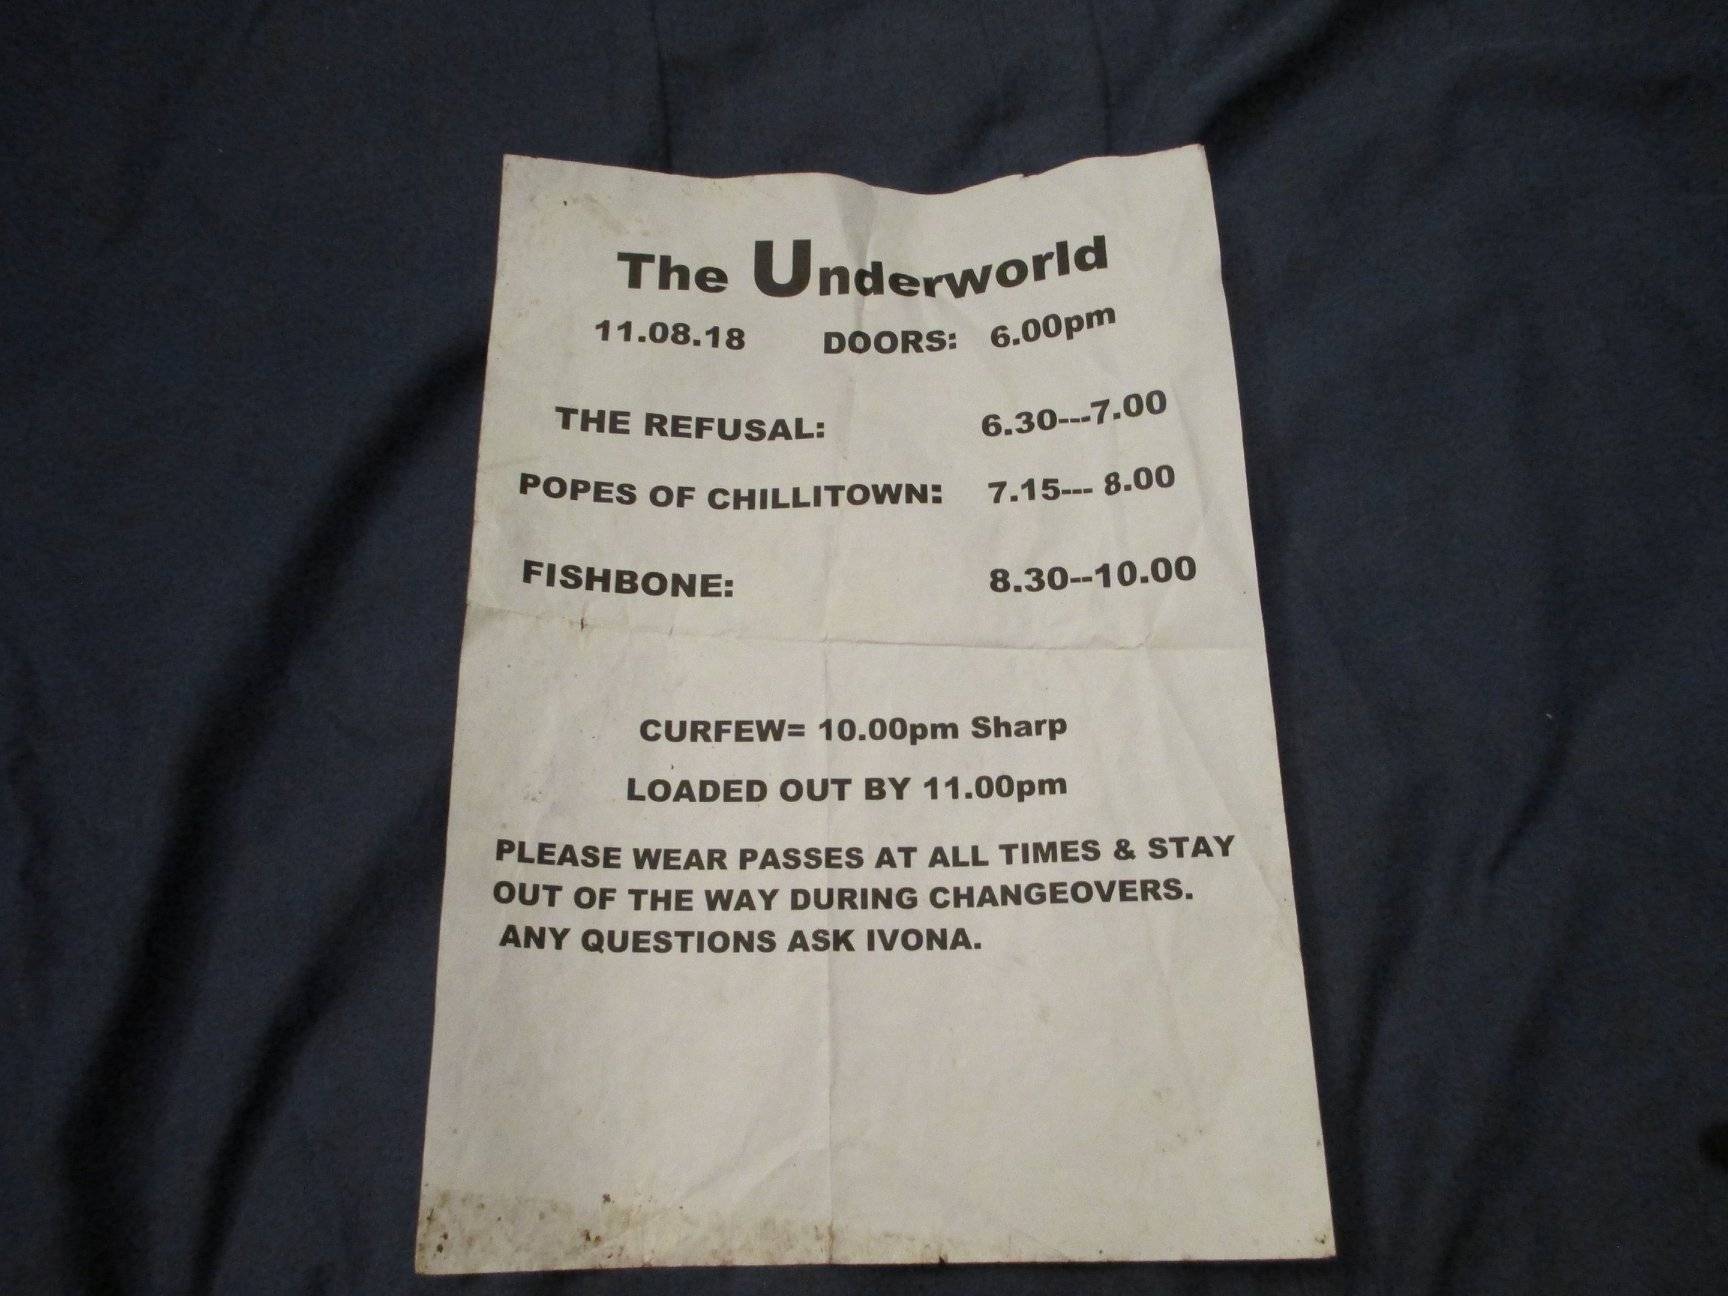 The Underworld
11.08.18 DOORS: 6.00pm
THE REFUSAL: 6.30---7.00
POPES OF CHILLITOWN: 7.15--- 8.00
FISHBONE: 8.30--10.00
CURFEW= 10.00pm Sharp
LOADED OUT BY 11.00pm
PLEASE WEAR PASSES AT ALL TIMES & STAY
OUT OF THE WAY DURING CHANGEOVERS.
ANY QUESTIONS ASK IVONA.